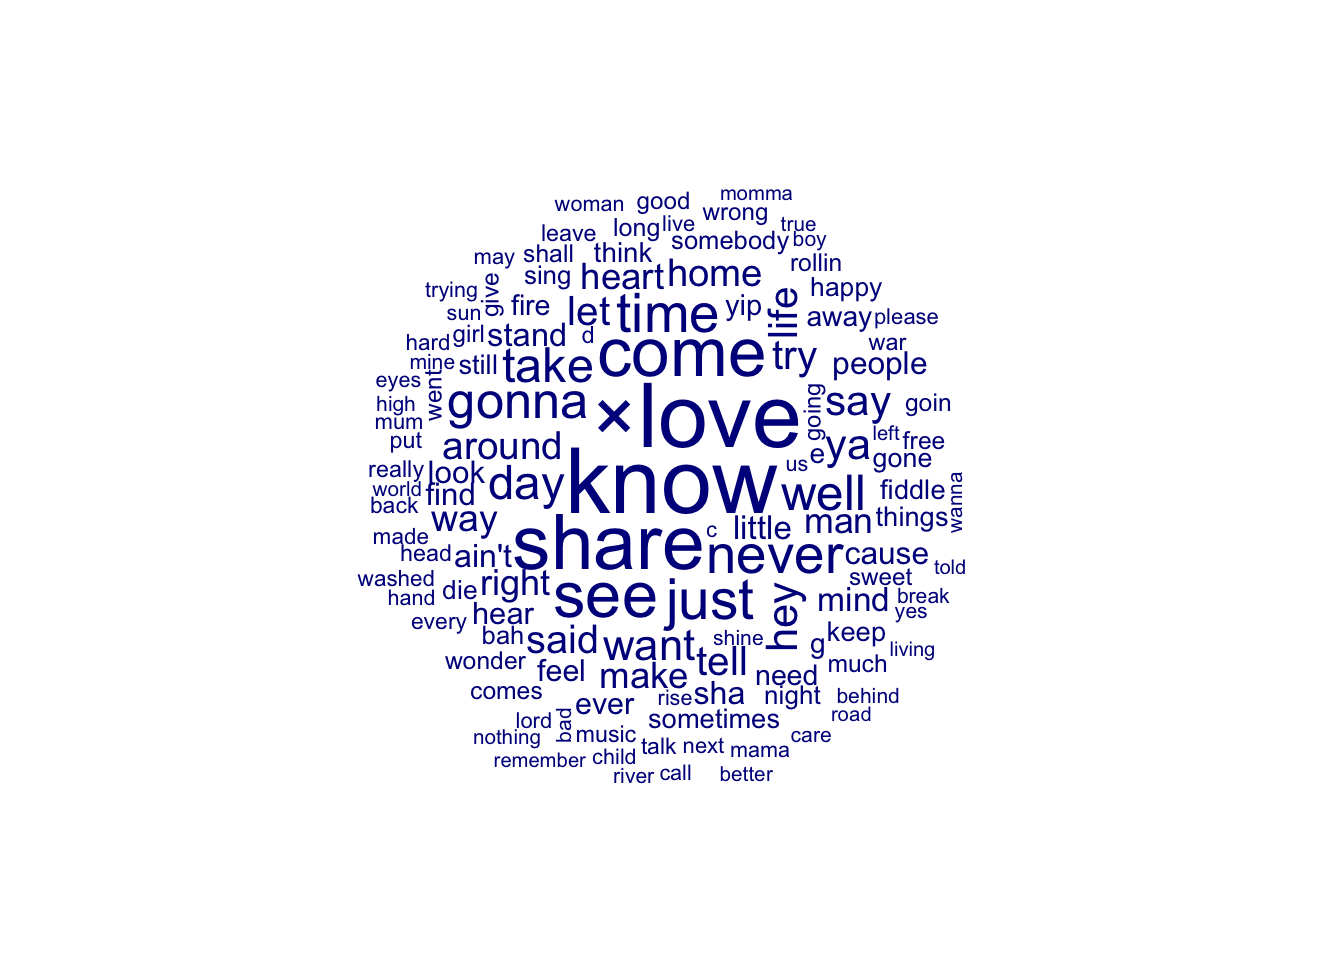 momma
woman good wrong
long live true
leave somebody boy
may shall think
sing heart home rollin
trying give happy
sun fire let time yip life away please
hard girl stand d war
mine still take come try people
eyes went
high gonna × love going say goin
mum
put around left free
us e ya gone
really look day know well fiddle wanna
world find
back way share c little man things
made
head ain't never cause told
washed die right sweet
hand see just hey mind break
every hear yes
bah said want shine g keep living
wonder feel tell much
make need
comes rise sha night behind
lord bad ever sometimes road
nothing music talk next mama care
remember child
river call better